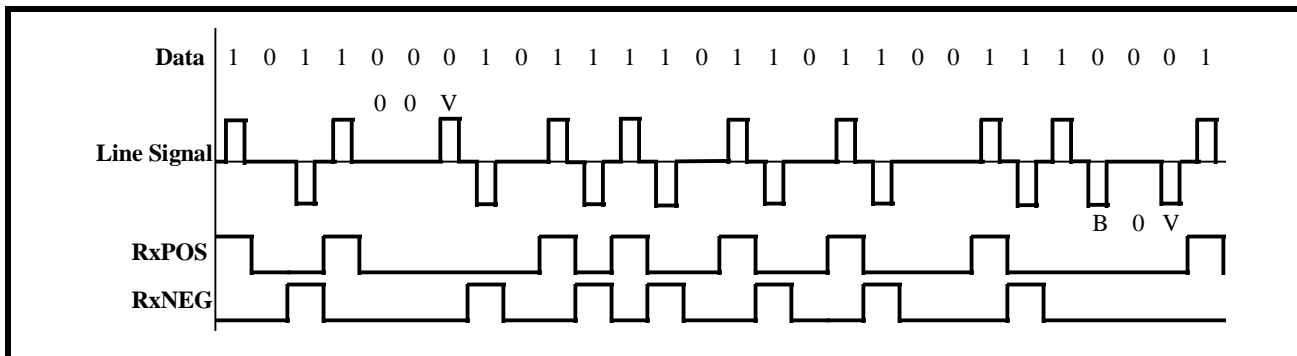 Data 1 0 1 1 0 0 0 1 0 1 1 1 1 0 1 1 0 1 1 0 0 1 1 1 0 0 0 1
0 0 V
Line Signal
B 0 V
RxPOS
RxNEG